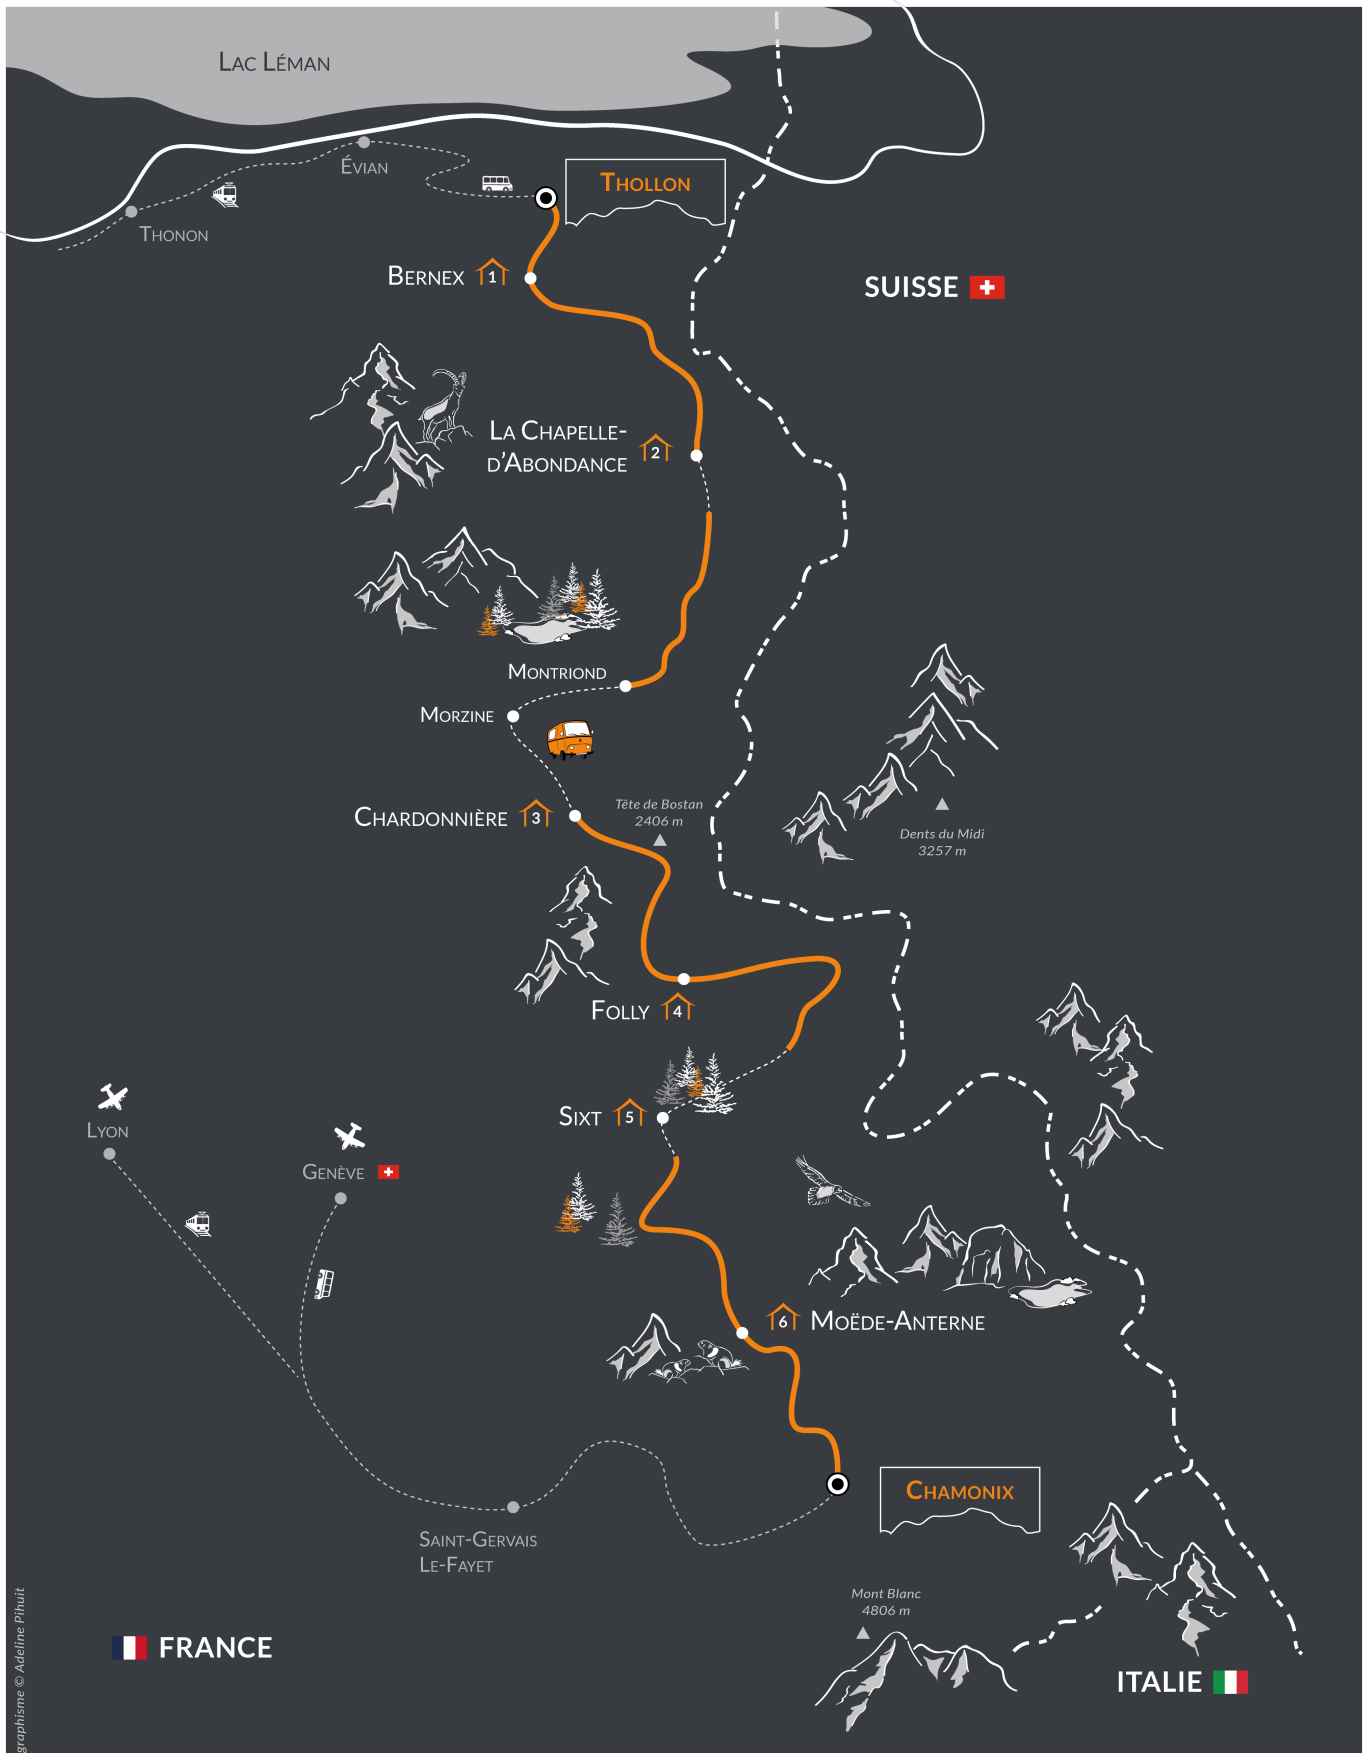 Lac Léman
Évian
Thonon
Thollon
Bernex 1
SUISSE
La Chapelle-
d'Abondance 2
Montriond
Morzine
Chardonnière 3
Tête de Bostan
2406 m
Dents du Midi
3257 m
Folly 4
Sixt 5
Lyon
Genève
6 Moëde-Anterne
Chamonix
Saint-Gervais
Le-Fayet
Mont Blanc
4806 m
FRANCE
ITALIE
graphisme © Adeline Pihuit